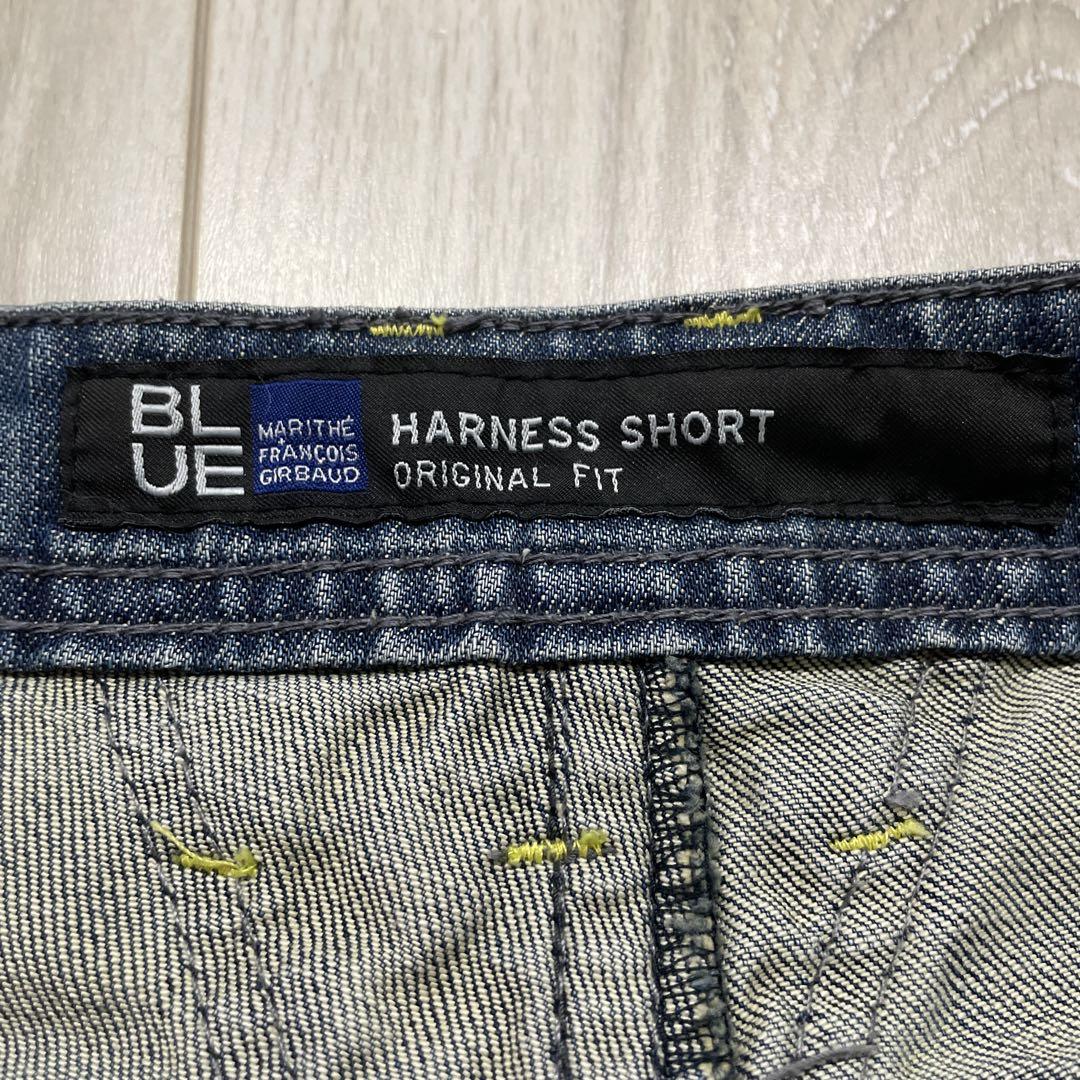 BL
UE
MARITHÉ
+
FRANÇOIS
GIRBAUD
HARNESS SHORT
ORIGINAL FIT